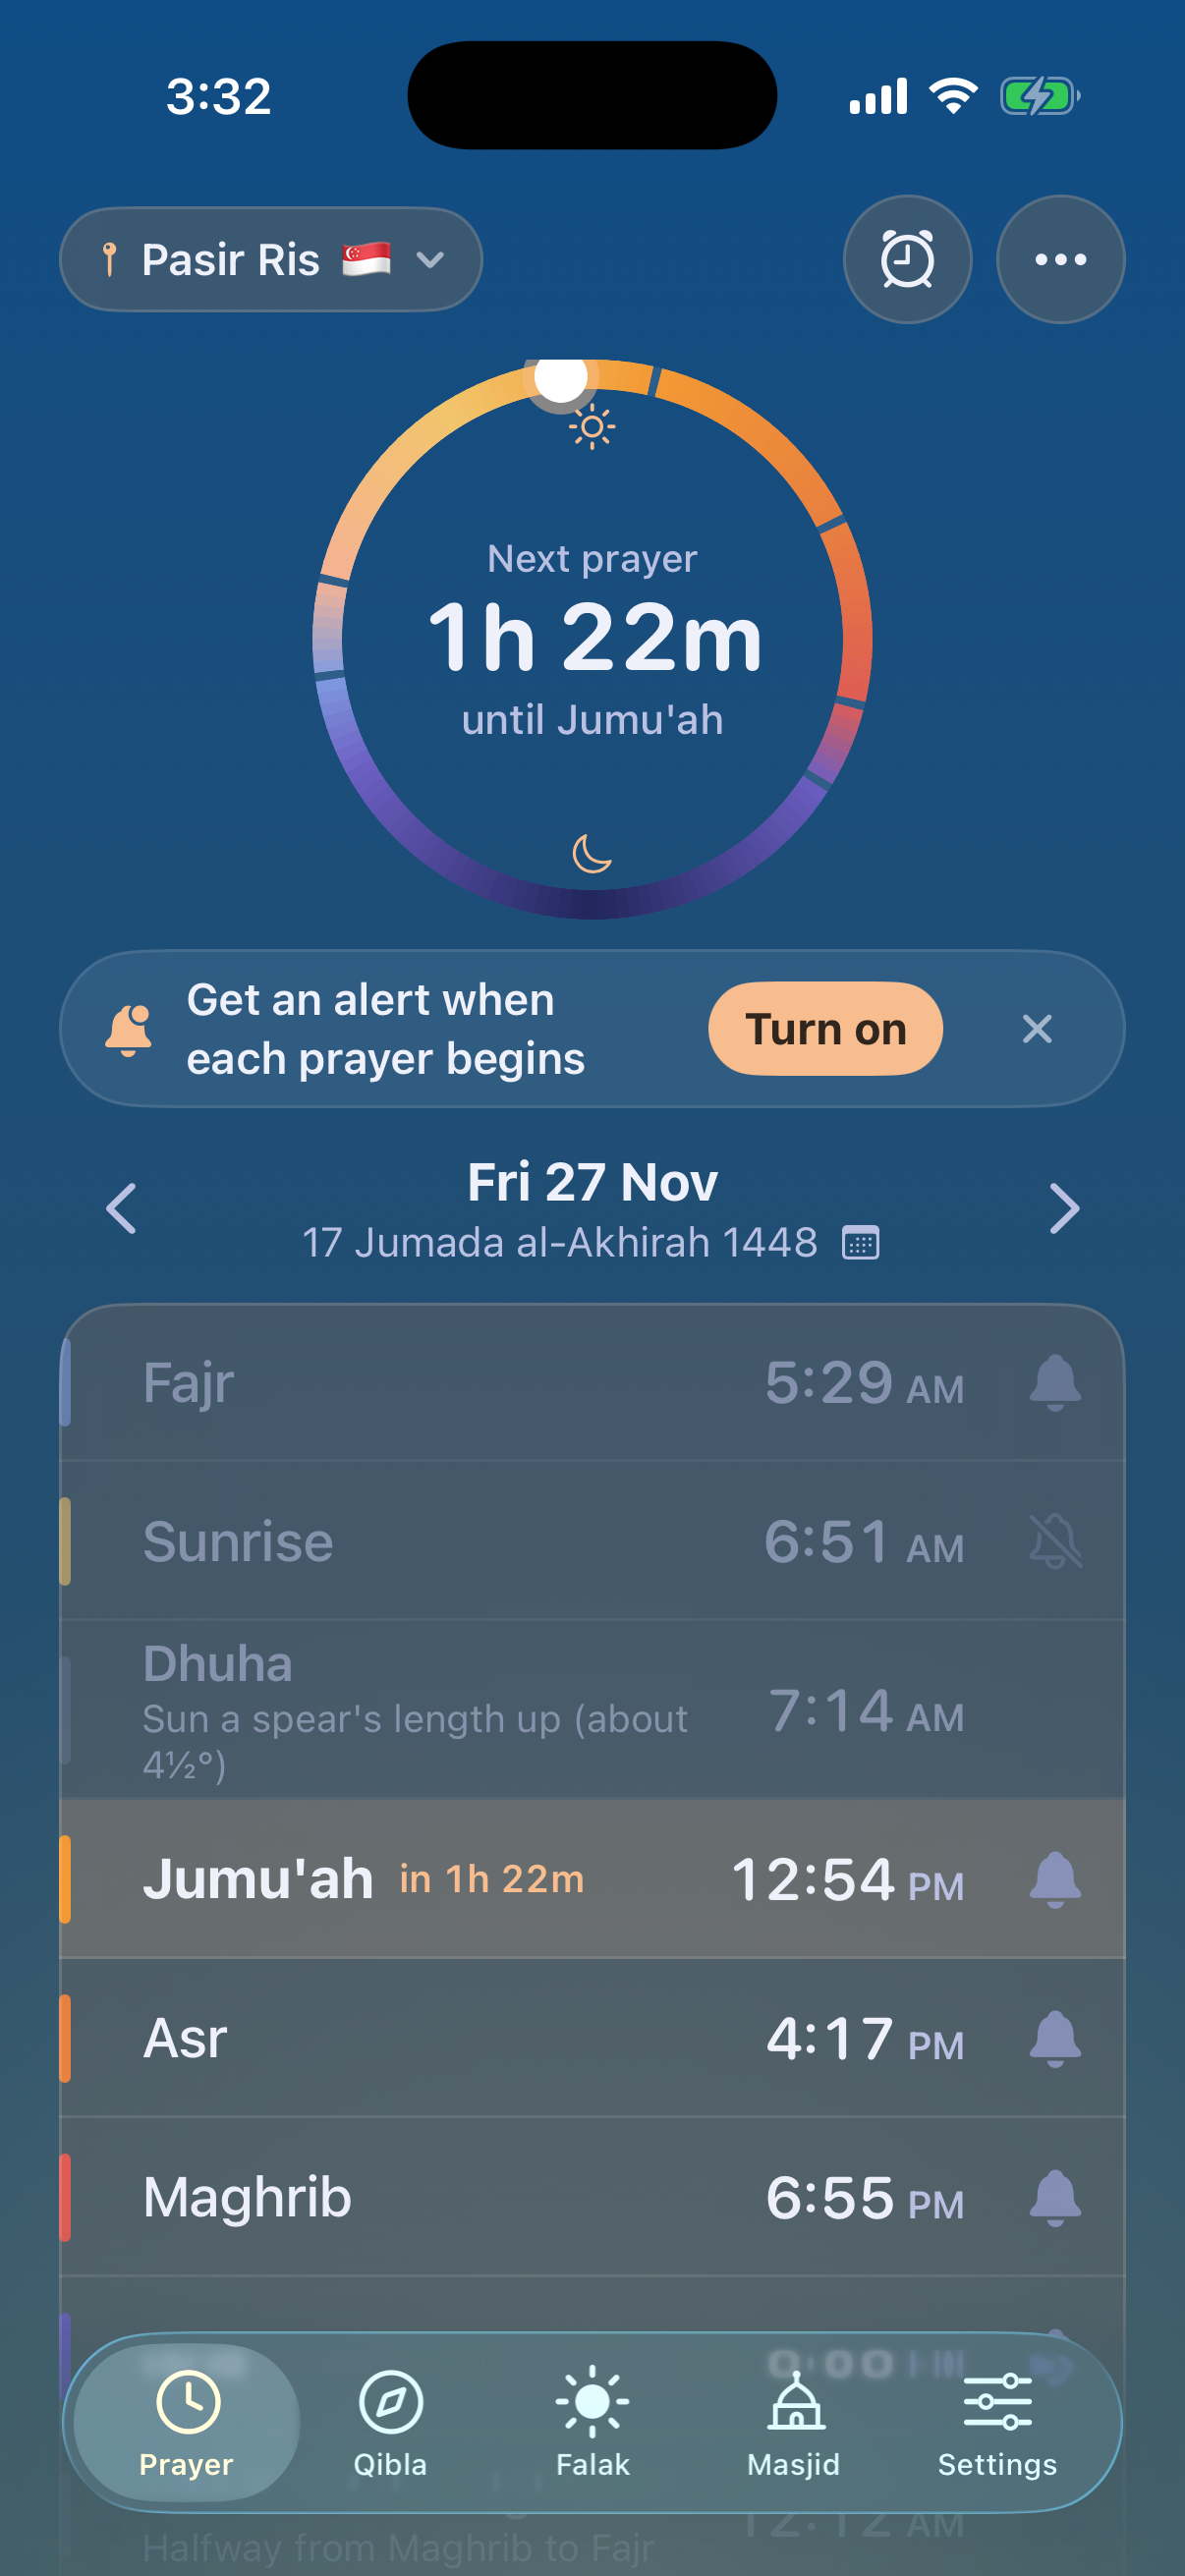 3:32
Pasir Ris
Next prayer
1h 22m
until Jumu'ah
Get an alert when
each prayer begins
Turn on
Fri 27 Nov
17 Jumada al-Akhirah 1448
Fajr 5:29 AM
Sunrise 6:51 AM
Dhuha
Sun a spear's length up (about
4½°)
7:14 AM
Jumu'ah in 1h 22m 12:54 PM
Asr 4:17 PM
Maghrib 6:55 PM
Prayer Qibla Falak Masjid Settings
12:12 AM
Halfway from Maghrib to Fajr